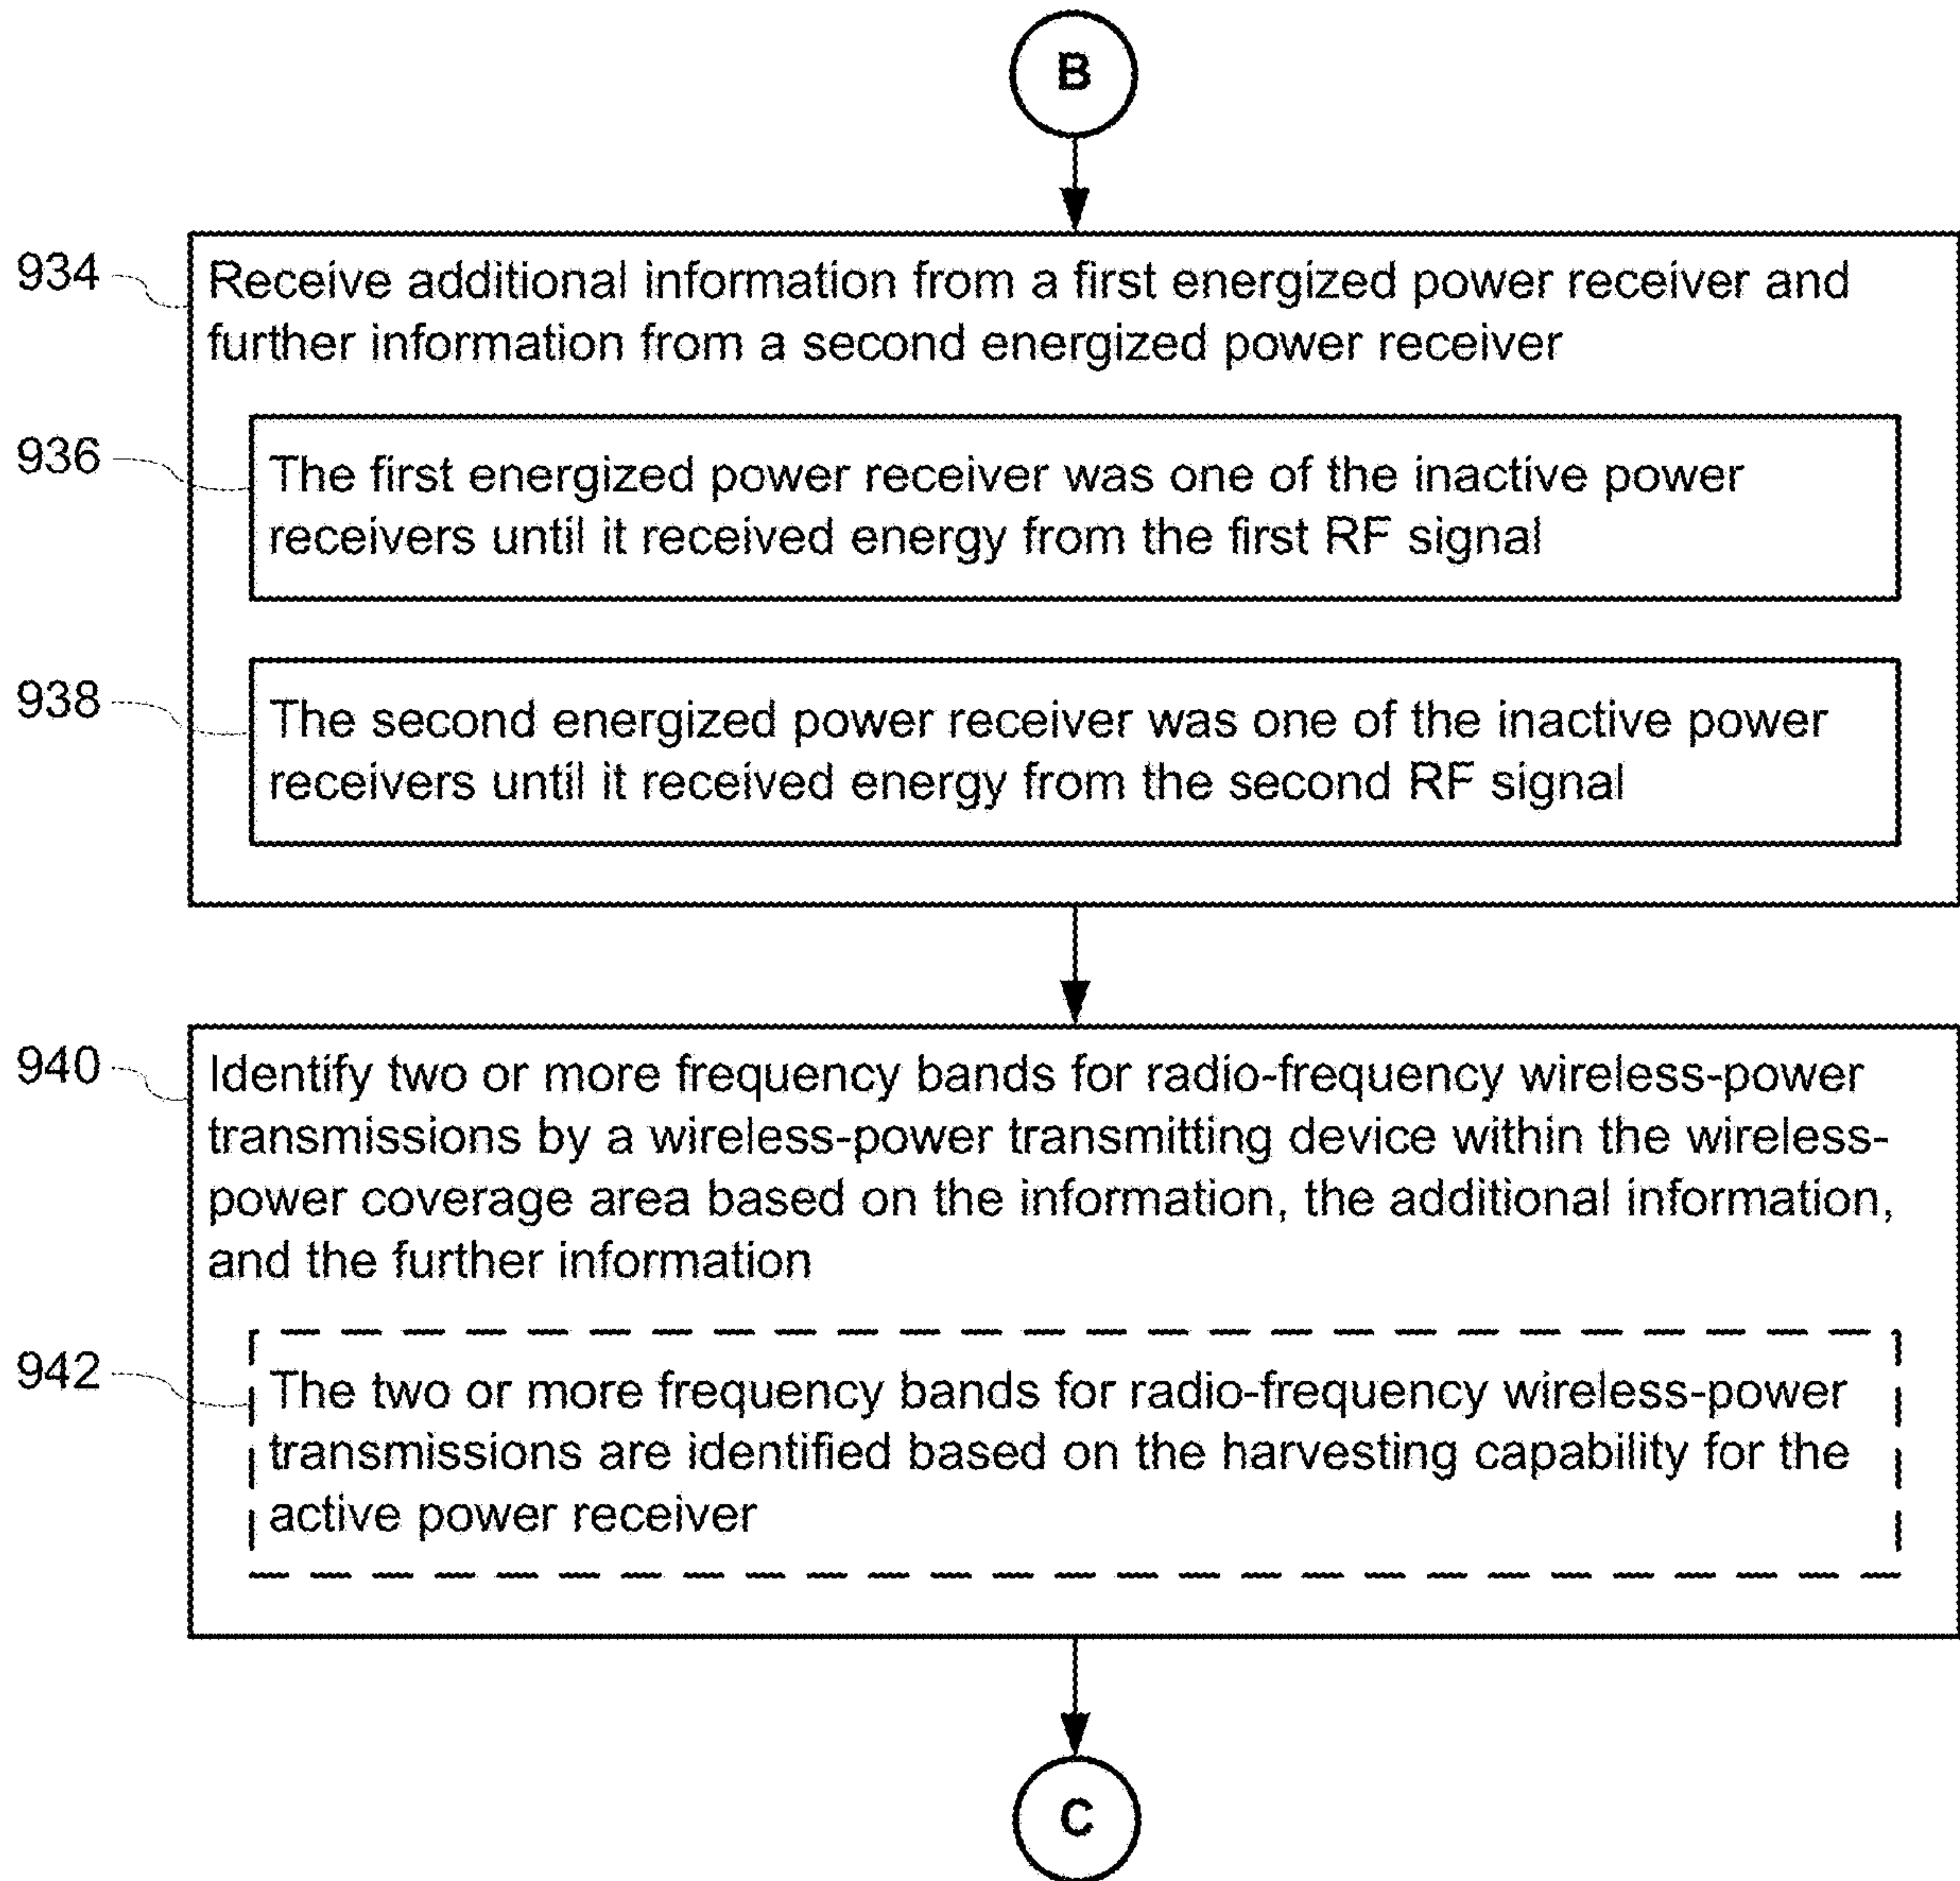 B
934
Receive additional information from a first energized power receiver and
further information from a second energized power receiver
936
The first energized power receiver was one of the inactive power
receivers until it received energy from the first RF signal
938
The second energized power receiver was one of the inactive power
receivers until it received energy from the second RF signal
940
Identify two or more frequency bands for radio-frequency wireless-power
transmissions by a wireless-power transmitting device within the wireless-
power coverage area based on the information, the additional information,
and the further information
942
The two or more frequency bands for radio-frequency wireless-power
transmissions are identified based on the harvesting capability for the
active power receiver
C